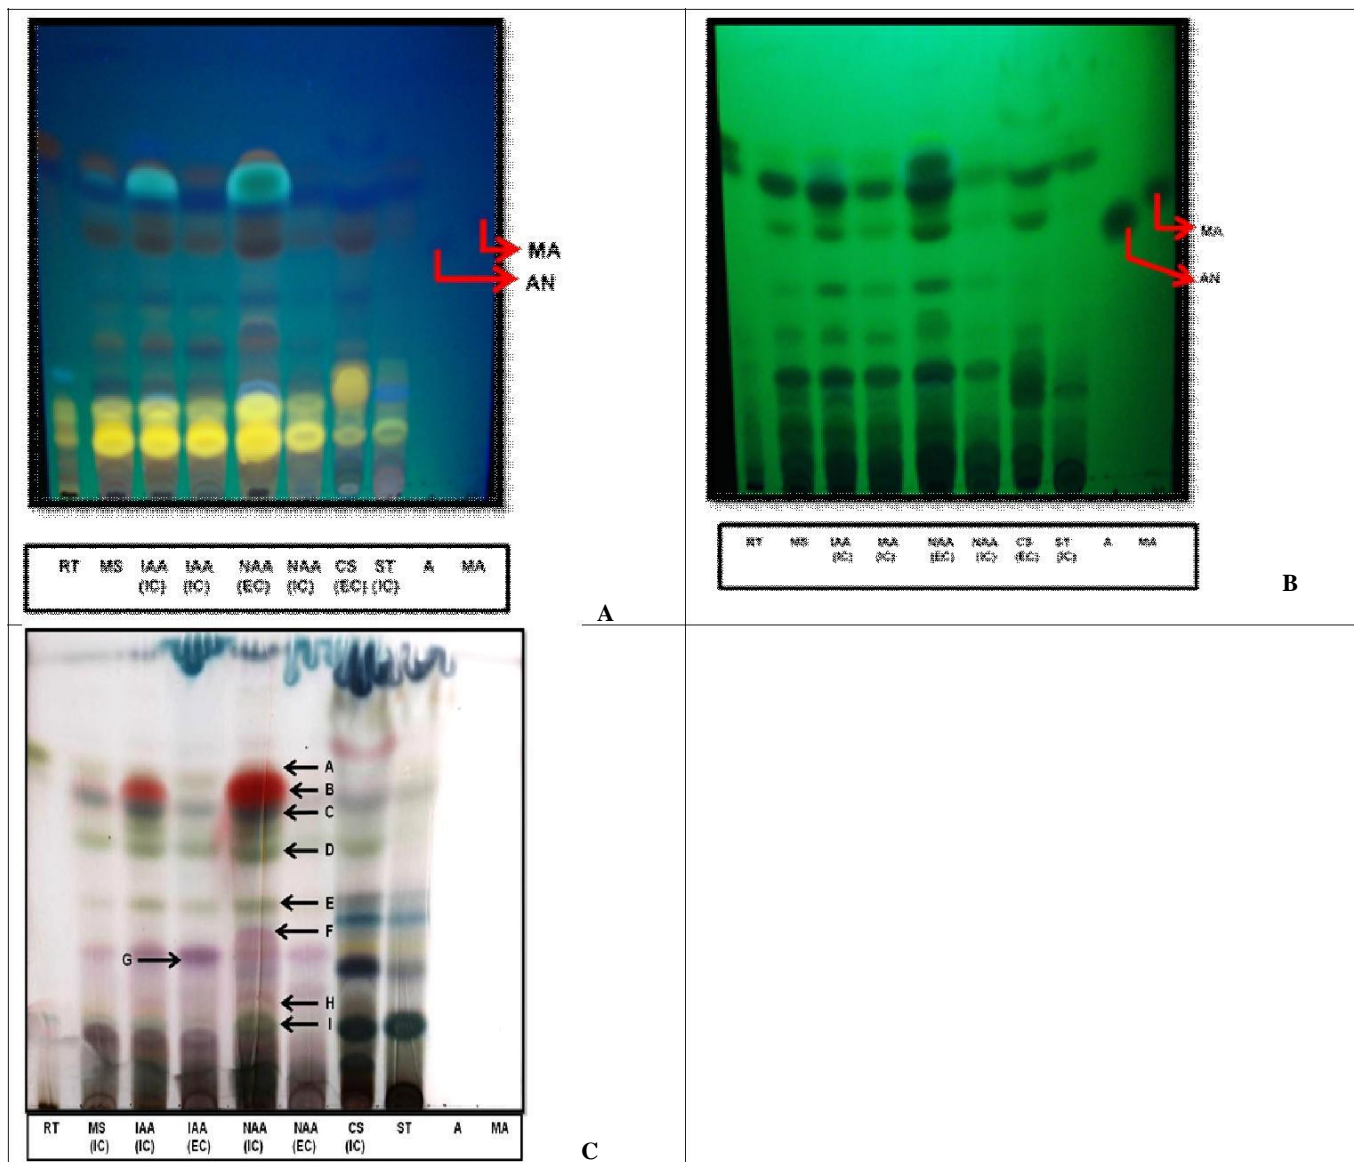 MA
AN
RT MS IAA IAA NAA NAA CS ST A MA
(IC) (IC) (EC) (IC) (EC) (IC)
A
MA
AN
RT MS IAA IAA NAA NAA CS ST A MA
(EC) (IC) (EC) (IC)
B
A
B
C
D
E
F
G
H
I
RT MS IAA IAA NAA NAA CS ST A MA
(IC) (IC) (EC) (IC) (EC) (IC)
C